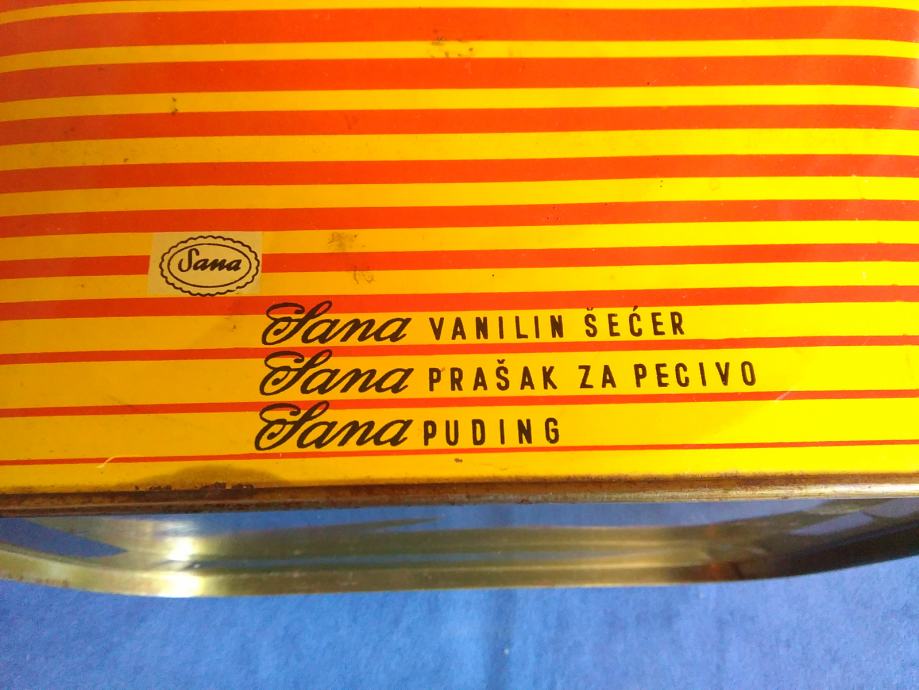 Sana
Sana VANILIN ŠEĆER
Sana PRAŠAK ZA PECIVO
Sana PUDING